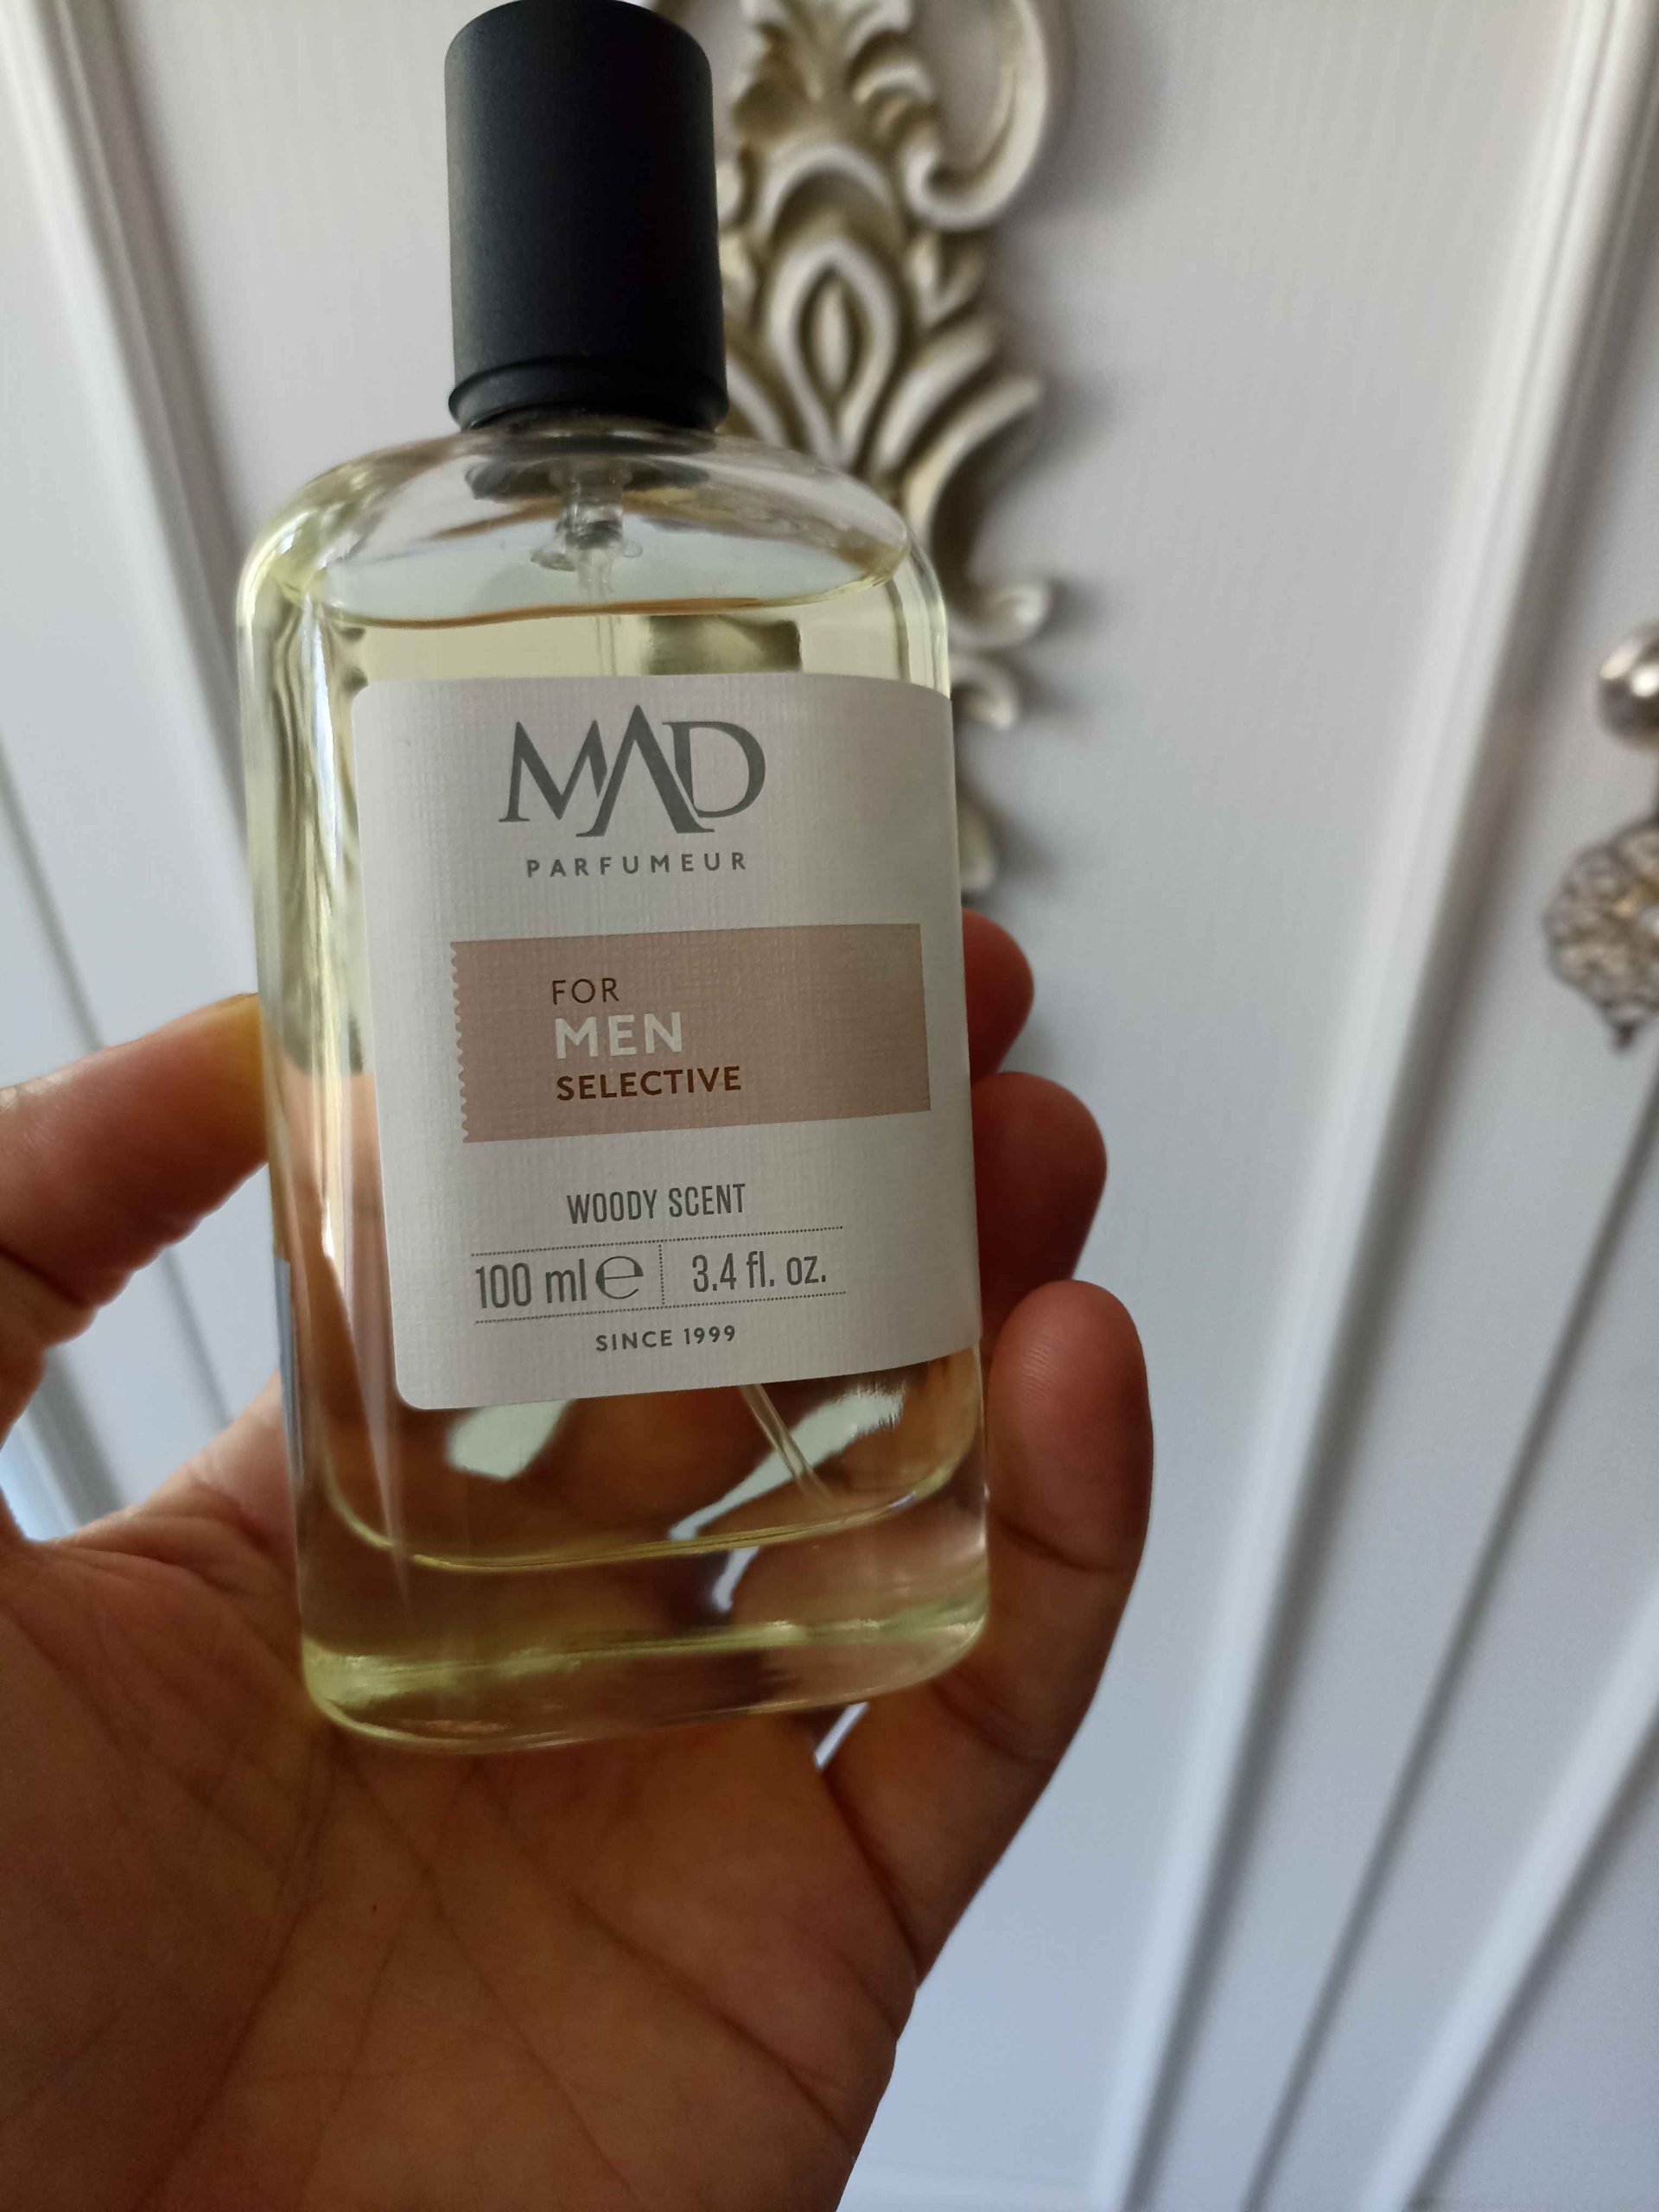 MAD
PARFUMEUR
FOR
MEN
SELECTIVE
WOODY SCENT
100 ml ℮ 3.4 fl. oz.
SINCE 1999